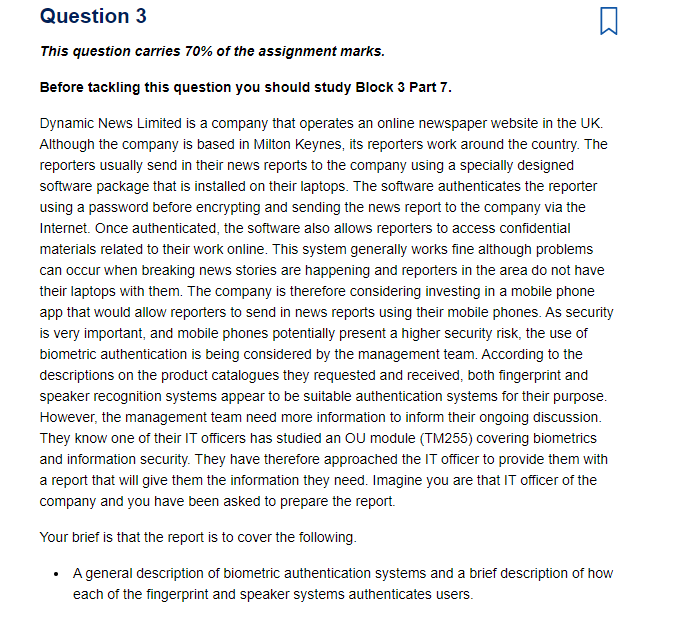 Question 3
This question carries 70% of the assignment marks.
Before tackling this question you should study Block 3 Part 7.
Dynamic News Limited is a company that operates an online newspaper website in the UK.
Although the company is based in Milton Keynes, its reporters work around the country. The
reporters usually send in their news reports to the company using a specially designed
software package that is installed on their laptops. The software authenticates the reporter
using a password before encrypting and sending the news report to the company via the
Internet. Once authenticated, the software also allows reporters to access confidential
materials related to their work online. This system generally works fine although problems
can occur when breaking news stories are happening and reporters in the area do not have
their laptops with them. The company is therefore considering investing in a mobile phone
app that would allow reporters to send in news reports using their mobile phones. As security
is very important, and mobile phones potentially present a higher security risk, the use of
biometric authentication is being considered by the management team. According to the
descriptions on the product catalogues they requested and received, both fingerprint and
speaker recognition systems appear to be suitable authentication systems for their purpose.
However, the management team need more information to inform their ongoing discussion.
They know one of their IT officers has studied an OU module (TM255) covering biometrics
and information security. They have therefore approached the IT officer to provide them with
a report that will give them the information they need. Imagine you are that IT officer of the
company and you have been asked to prepare the report.
Your brief is that the report is to cover the following.
• A general description of biometric authentication systems and a brief description of how
each of the fingerprint and speaker systems authenticates users.